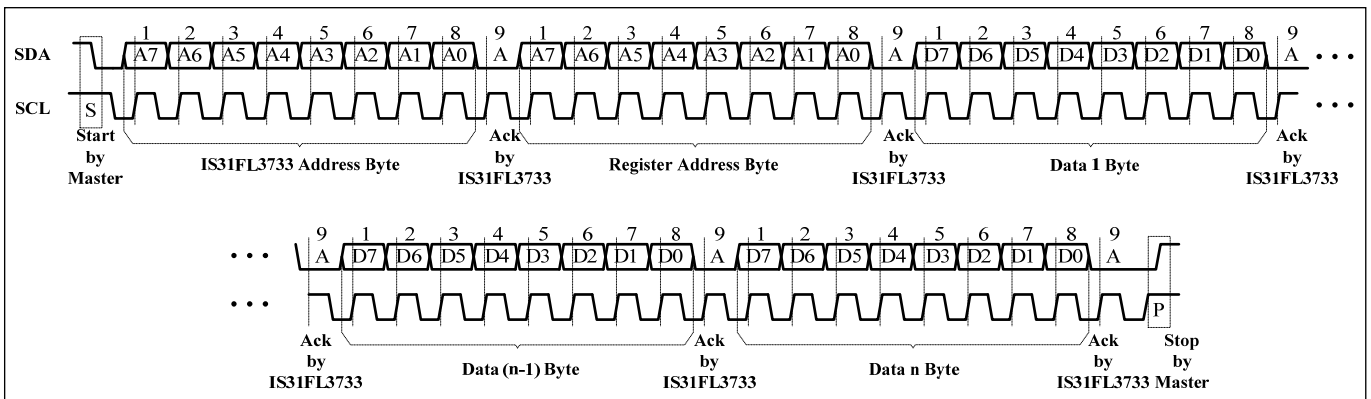 1 2 3 4 5 6 7 8 9 1 2 3 4 5 6 7 8 9 1 2 3 4 5 6 7 8 9
SDA A7 A6 A5 A4 A3 A2 A1 A0 A A7 A6 A5 A4 A3 A2 A1 A0 A D7 D6 D5 D4 D3 D2 D1 D0 A • • •
SCL S • • •
Start by Master
IS31FL3733 Address Byte
Ack by IS31FL3733
Register Address Byte
Ack by IS31FL3733
Data 1 Byte
Ack by IS31FL3733
9 1 2 3 4 5 6 7 8 9 1 2 3 4 5 6 7 8 9
• • • A D7 D6 D5 D4 D3 D2 D1 D0 A D7 D6 D5 D4 D3 D2 D1 D0 A
• • • P
Ack by IS31FL3733
Data (n-1) Byte
Ack by IS31FL3733
Data n Byte
Ack by IS31FL3733
Stop by Master